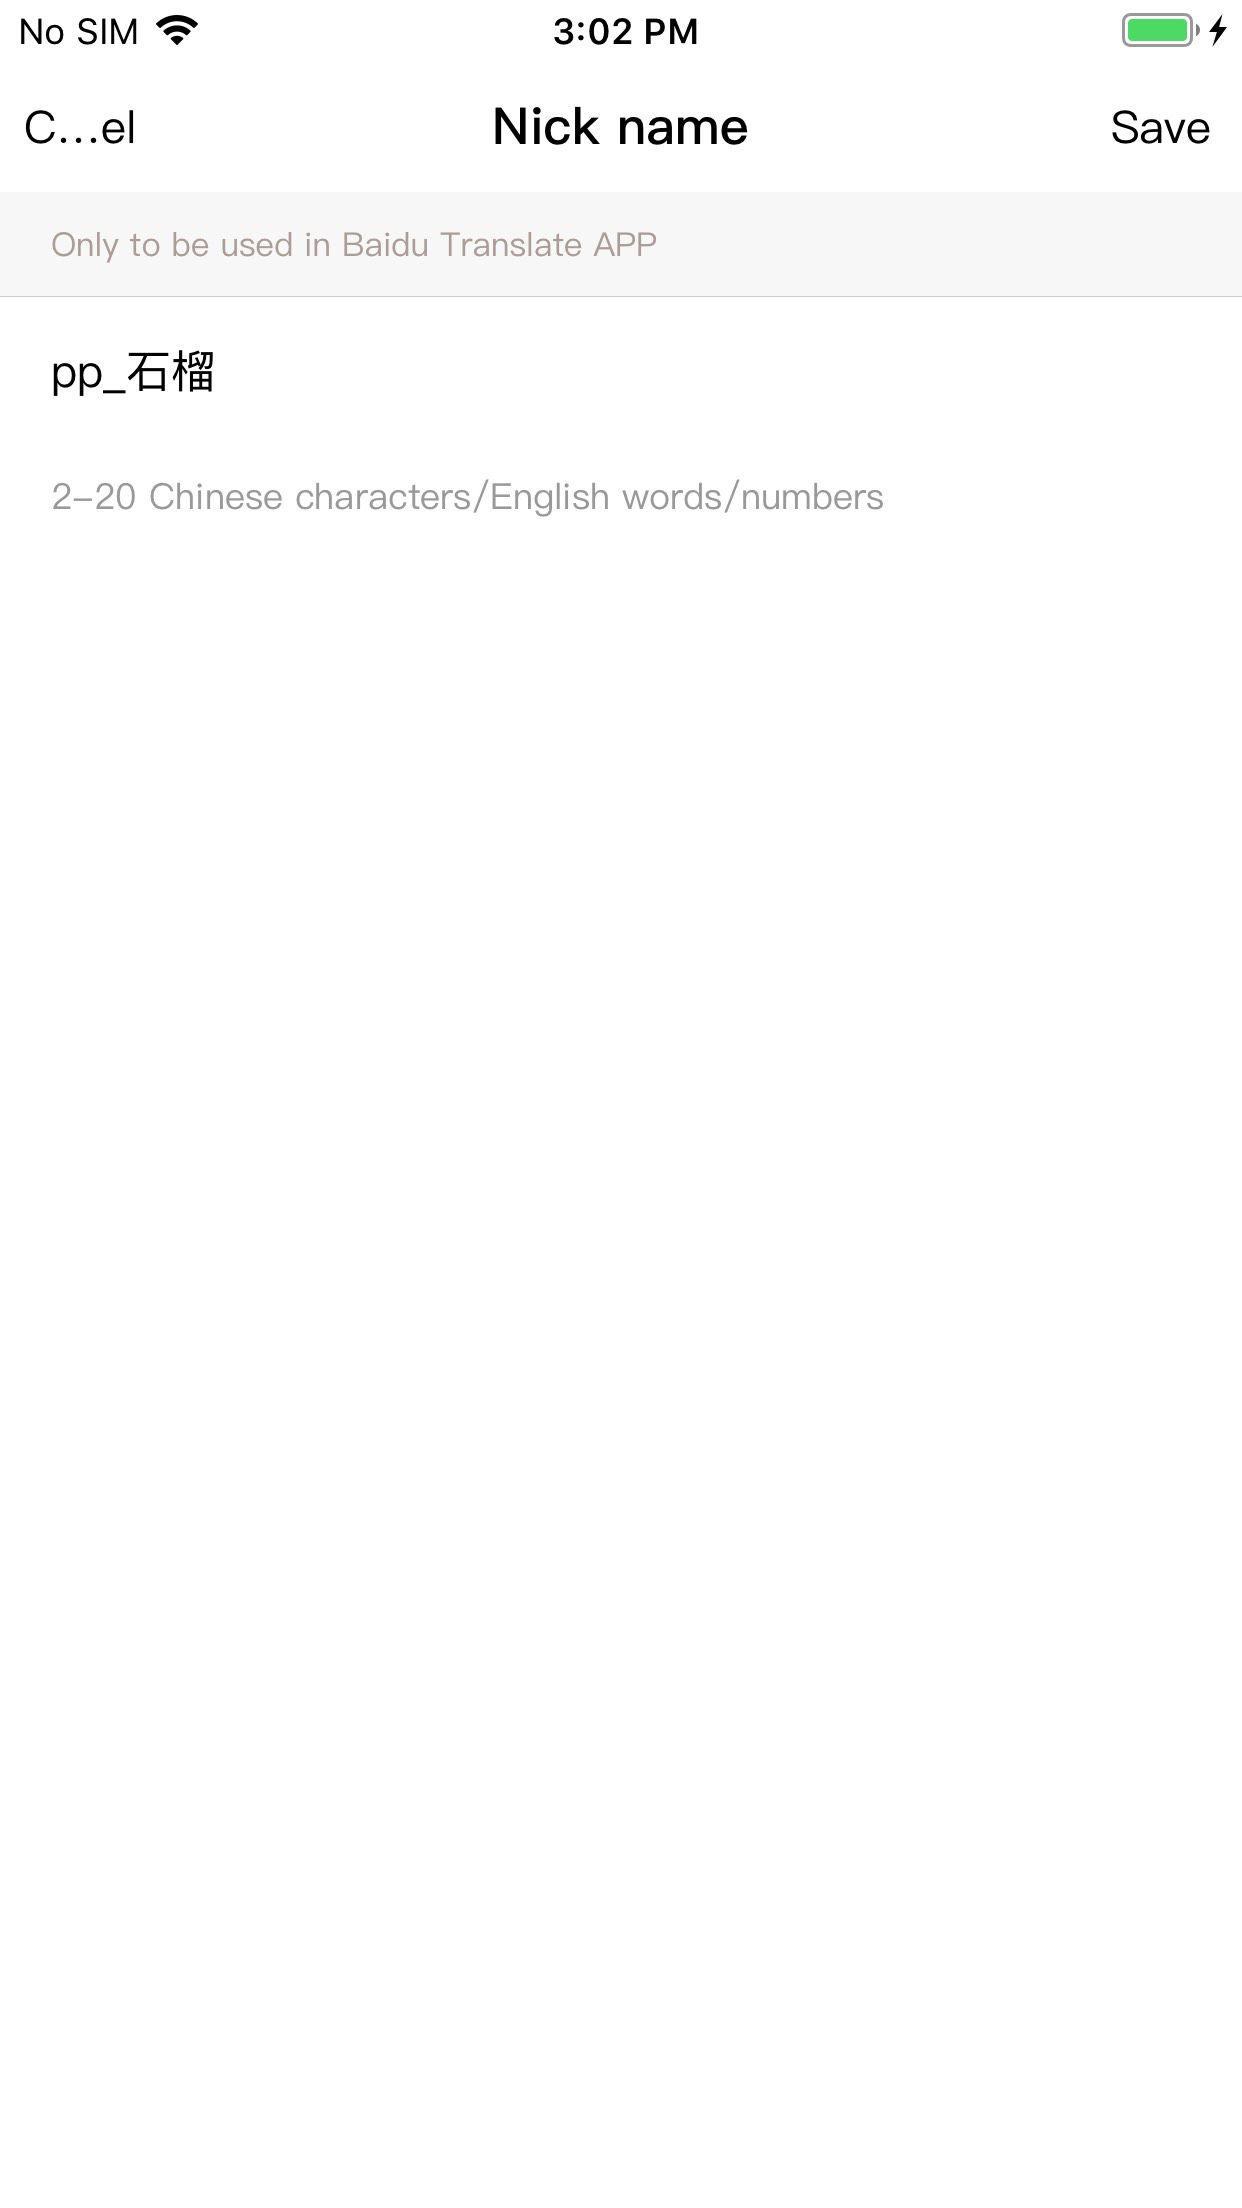 No SIM 3:02 PM
C...el Nick name Save
Only to be used in Baidu Translate APP
pp_石榴
2-20 Chinese characters/English words/numbers